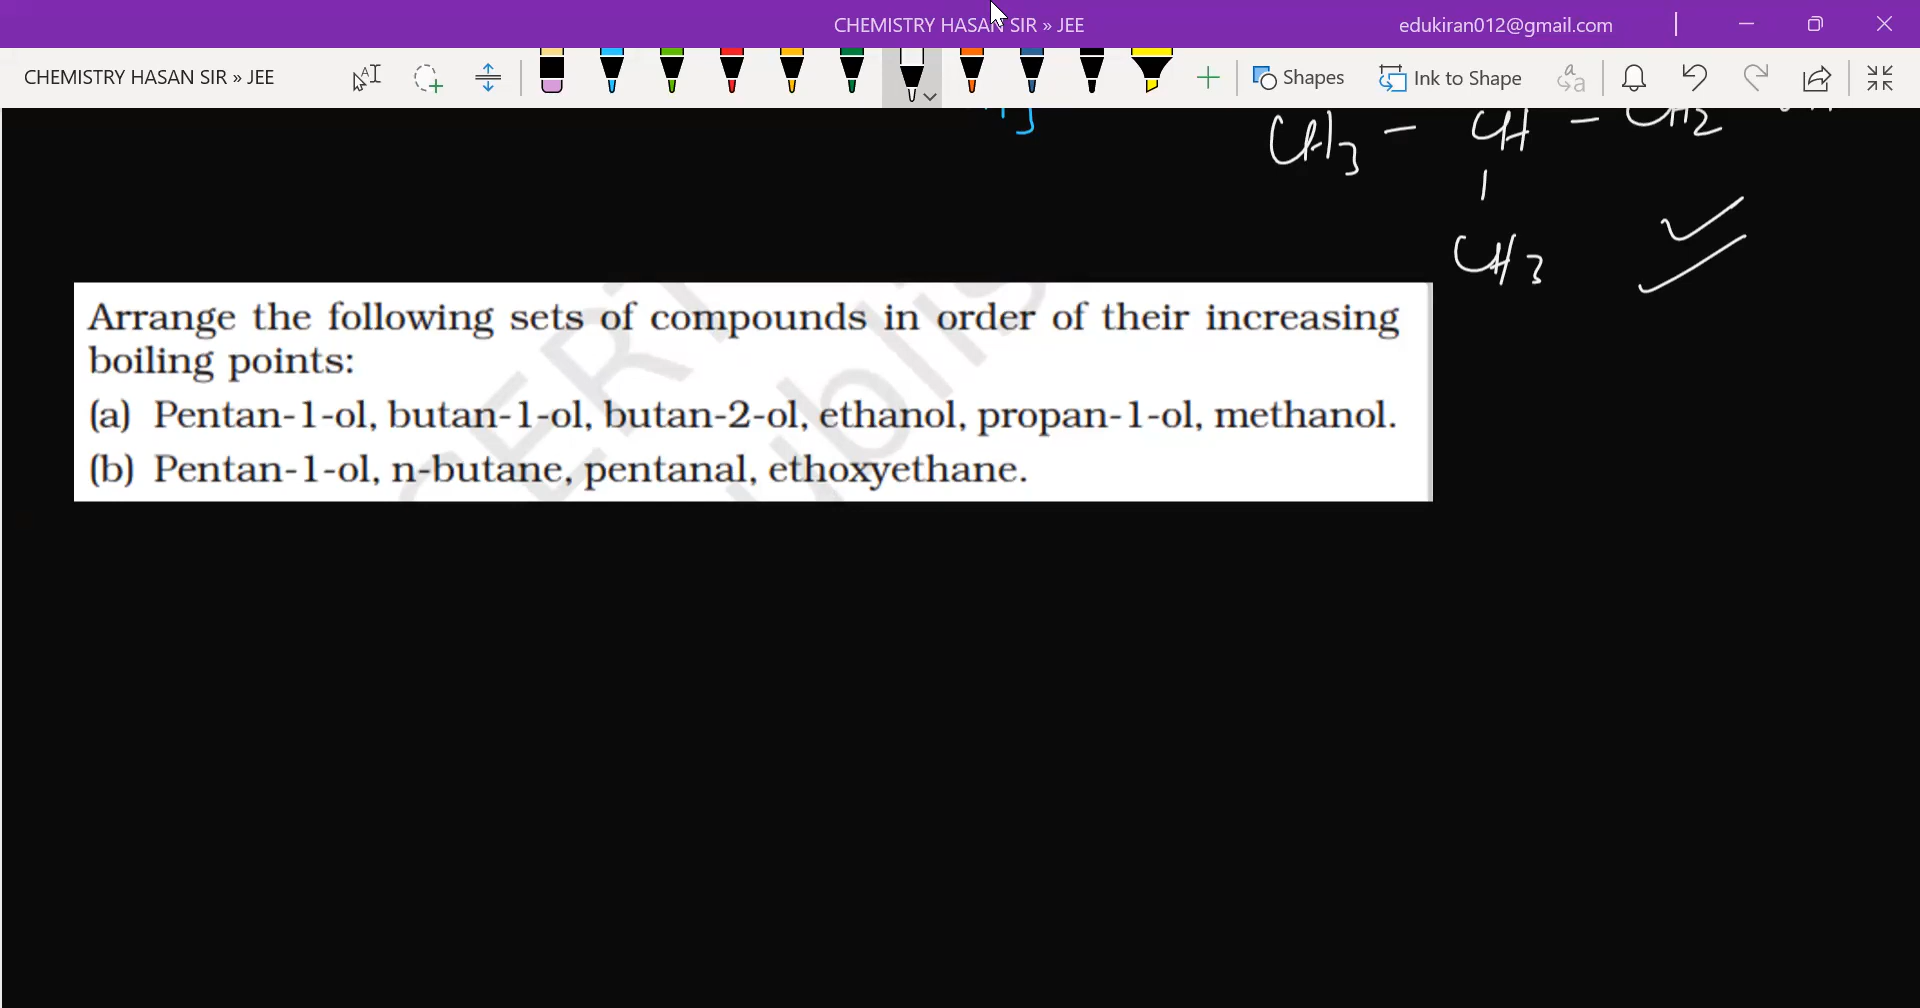 CHEMISTRY HASAN SIR » JEE
edukiran012@gmail.com
CHEMISTRY HASAN SIR » JEE
Shapes
Ink to Shape
CH3 - CH - CH2
CH3
Arrange the following sets of compounds in order of their increasing
boiling points:
(a) Pentan-1-ol, butan-1-ol, butan-2-ol, ethanol, propan-1-ol, methanol.
(b) Pentan-1-ol, n-butane, pentanal, ethoxyethane.